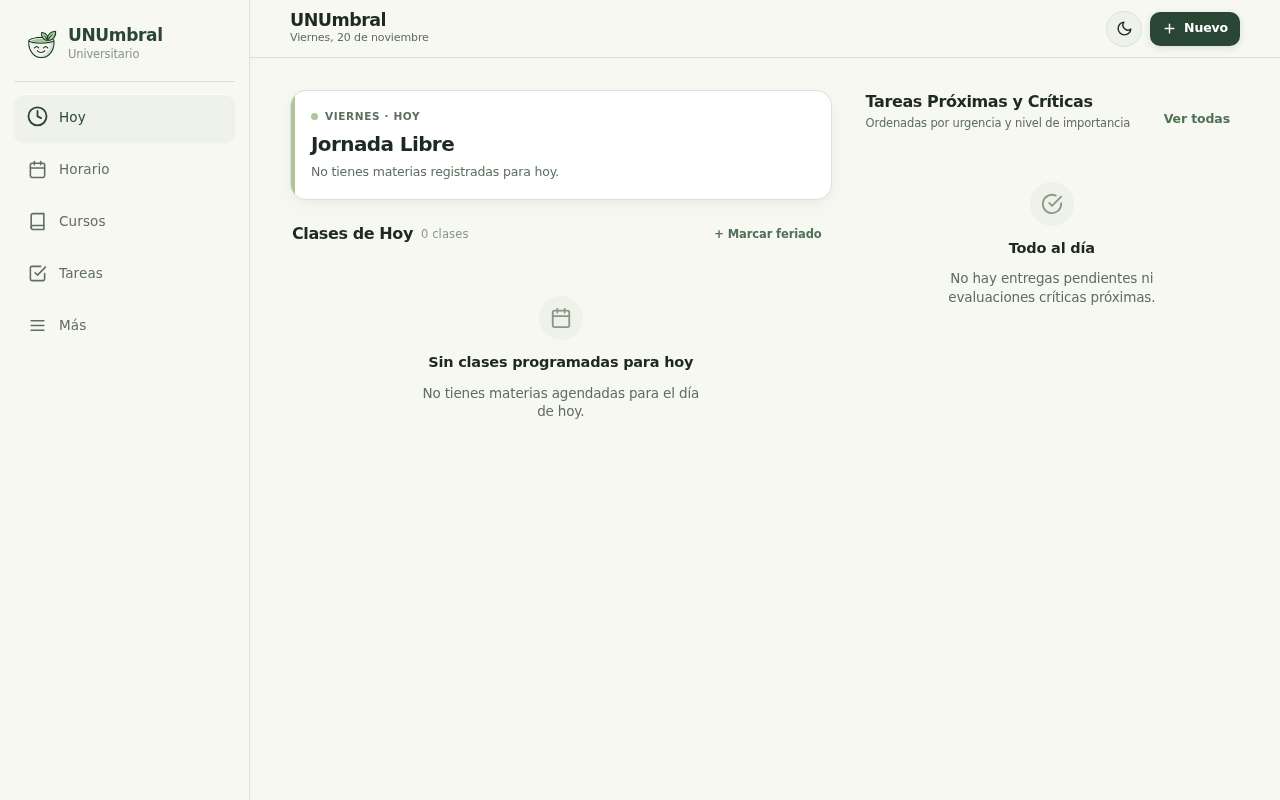 UNUmbral
Universitario
Hoy
Horario
Cursos
Tareas
Más
UNUmbral
Viernes, 20 de noviembre
Nuevo
VIERNES · HOY
Jornada Libre
No tienes materias registradas para hoy.
Clases de Hoy 0 clases + Marcar feriado
Sin clases programadas para hoy
No tienes materias agendadas para el día
de hoy.
Tareas Próximas y Críticas
Ordenadas por urgencia y nivel de importancia
Ver todas
Todo al día
No hay entregas pendientes ni
evaluaciones críticas próximas.